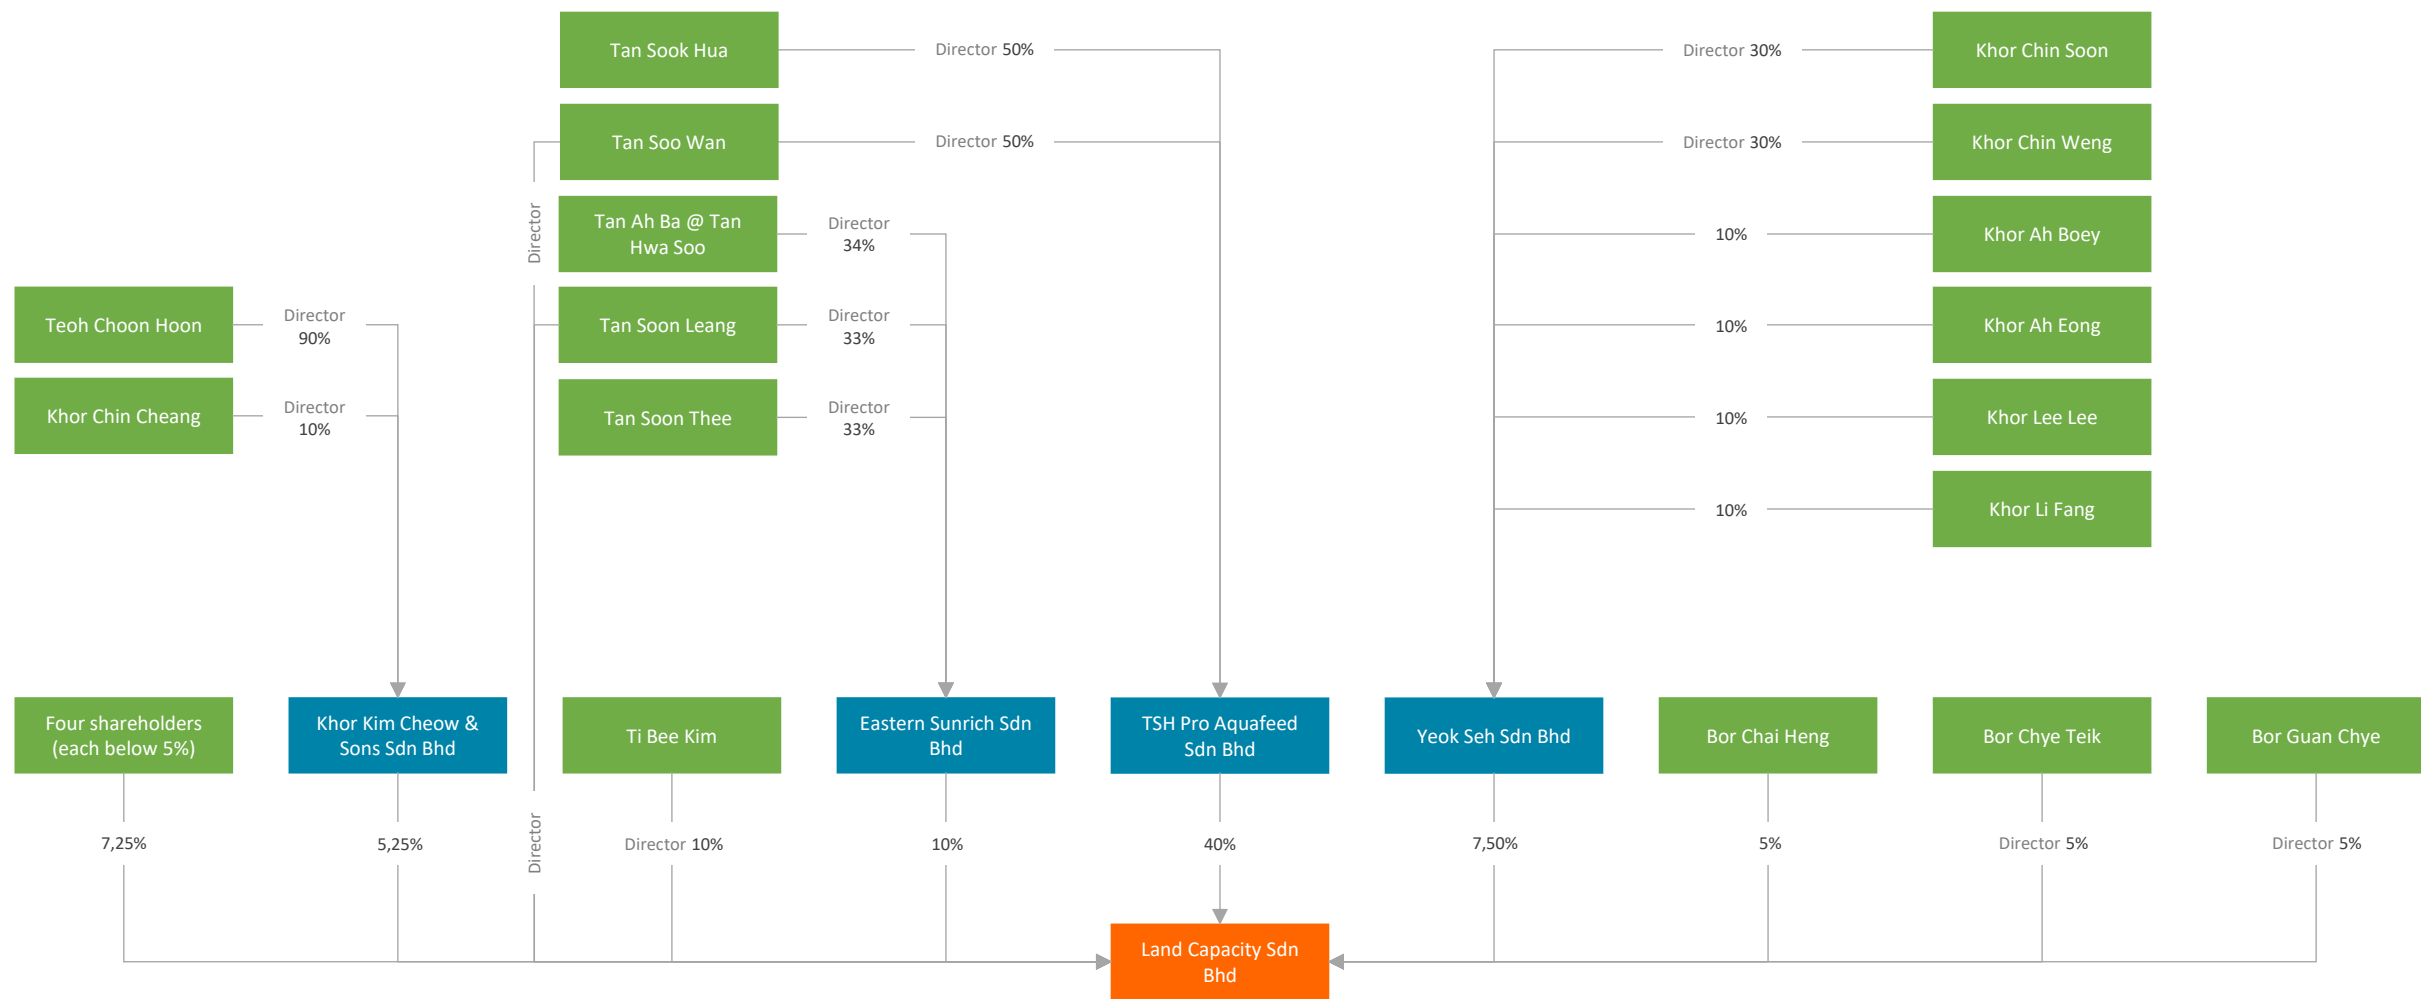 Tan Sook Hua
Director 50%
Director 30%
Khor Chin Soon
Tan Soo Wan
Director 50%
Director 30%
Khor Chin Weng
Director
Tan Ah Ba @ Tan
Hwa Soo
Director
34%
10%
Khor Ah Boey
Teoh Choon Hoon
Director
90%
Tan Soon Leang
Director
33%
10%
Khor Ah Eong
Khor Chin Cheang
Director
10%
Tan Soon Thee
Director
33%
10%
Khor Lee Lee
10%
Khor Li Fang
Four shareholders
(each below 5%)
Khor Kim Cheow &
Sons Sdn Bhd
Ti Bee Kim
Eastern Sunrich Sdn
Bhd
TSH Pro Aquafeed
Sdn Bhd
Yeok Seh Sdn Bhd
Bor Chai Heng
Bor Chye Teik
Bor Guan Chye
7,25%
5,25%
Director
Director 10%
10%
40%
7,50%
5%
Director 5%
Director 5%
Land Capacity Sdn
Bhd